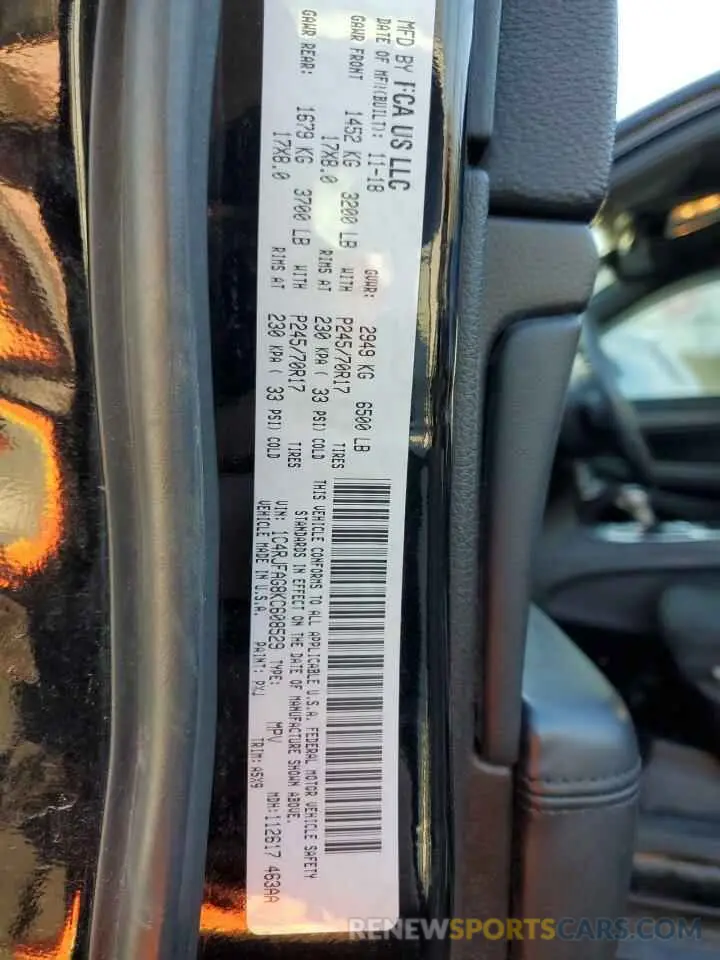 MFD BY FCA US LLC
DATE OF MFR(BUILT): 11-18 GVWR: 2949 KG 6500 LB
GAWR FRONT 1452 KG 3200 LB WITH P245/70R17 TIRES
17X8.0 RIMS AT 230 KPA ( 33 PSI) COLD
GAWR REAR: 1679 KG 3700 LB WITH P245/70R17 TIRES
17X8.0 RIMS AT 230 KPA ( 33 PSI) COLD
THIS VEHICLE CONFORMS TO ALL APPLICABLE U.S.A. FEDERAL MOTOR VEHICLE SAFETY
STANDARDS IN EFFECT ON THE DATE OF MANUFACTURE SHOWN ABOVE.
VIN: 1C4RJFAG8KC608529 TYPE: MPV MDH:112617 463AA
VEHICLE MADE IN U.S.A. PAINT: PXJ TRIM: A5X9
RENEWSPORTSCARS.COM